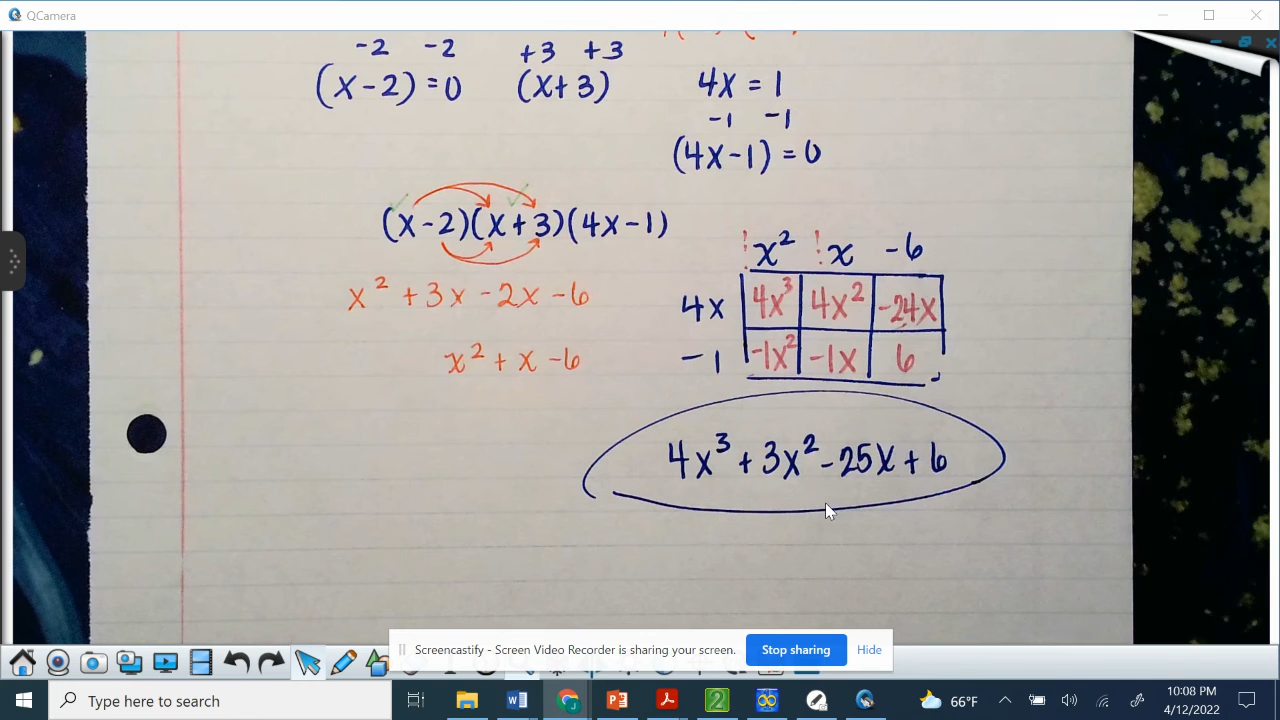 QCamera
-2 -2
+3 +3
(x-2) = 0
(x+3)
4x = 1
-1 -1
(4x-1) = 0
(x-2)(x+3)(4x-1)
x² + 3x - 2x - 6
x² + x - 6
x² x -6
4x 4x³ 4x² -24x
-1 -1x² -1x 6
4x³ + 3x² - 25x + 6
Screencastify - Screen Video Recorder is sharing your screen.
Stop sharing
Hide
Type here to search
66°F
10:08 PM
4/12/2022